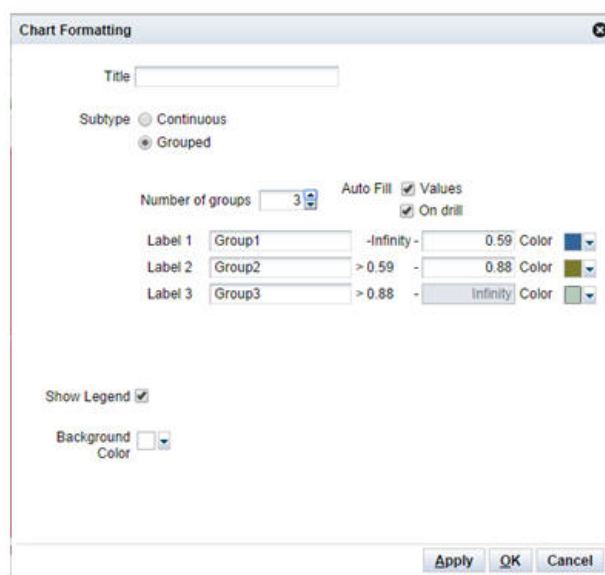 Chart Formatting
Title
Subtype Continuous
Grouped
Number of groups 3 Auto Fill Values
On drill
Label 1 Group1 -Infinity - 0.59 Color
Label 2 Group2 > 0.59 - 0.88 Color
Label 3 Group3 > 0.88 - Infinity Color
Show Legend
Background
Color
Apply OK Cancel